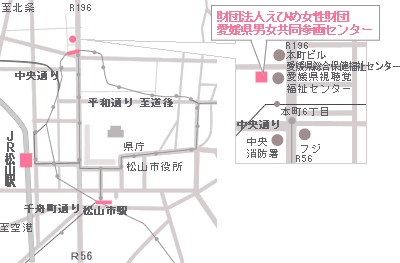 至北条
R196
財団法人えひめ女性財団
愛媛県男女共同参画センター
R196
本町ビル
愛媛県総合保健福祉センター
愛媛県視聴覚
福祉センター
中央通り
平和通り 至道後
本町6丁目
中央通り
県庁
中央
消防署
フジ
R56
JR松山駅
松山市役所
千舟町通り
松山市駅
至空港
R56